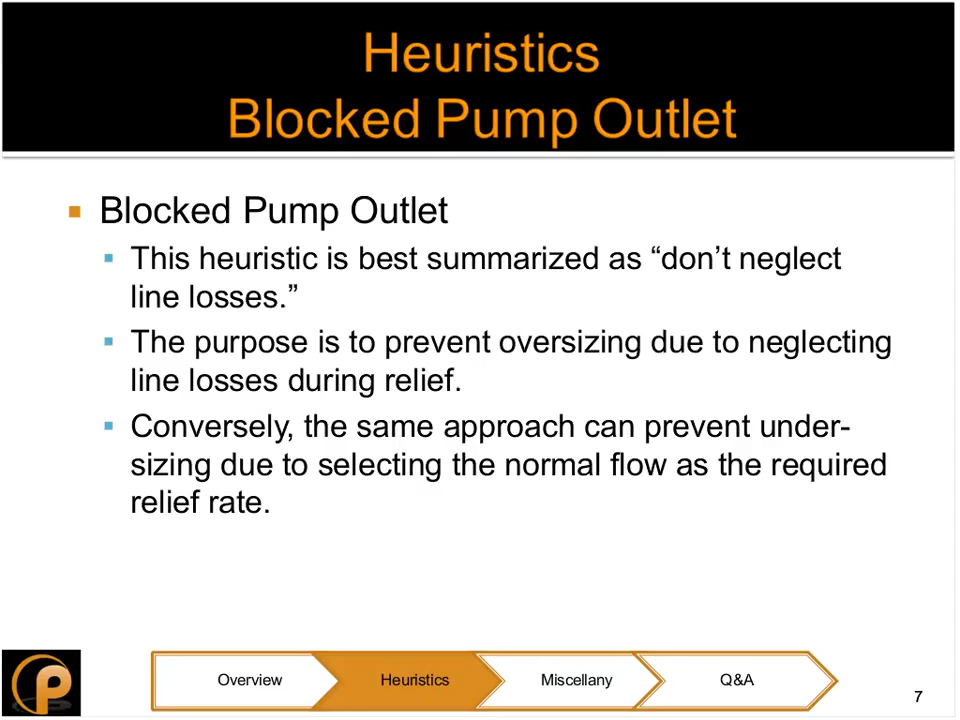 Heuristics
Blocked Pump Outlet
Blocked Pump Outlet
This heuristic is best summarized as “don’t neglect
line losses.”
The purpose is to prevent oversizing due to neglecting
line losses during relief.
Conversely, the same approach can prevent under-
sizing due to selecting the normal flow as the required
relief rate.
Overview
Heuristics
Miscellany
Q&A
P
7